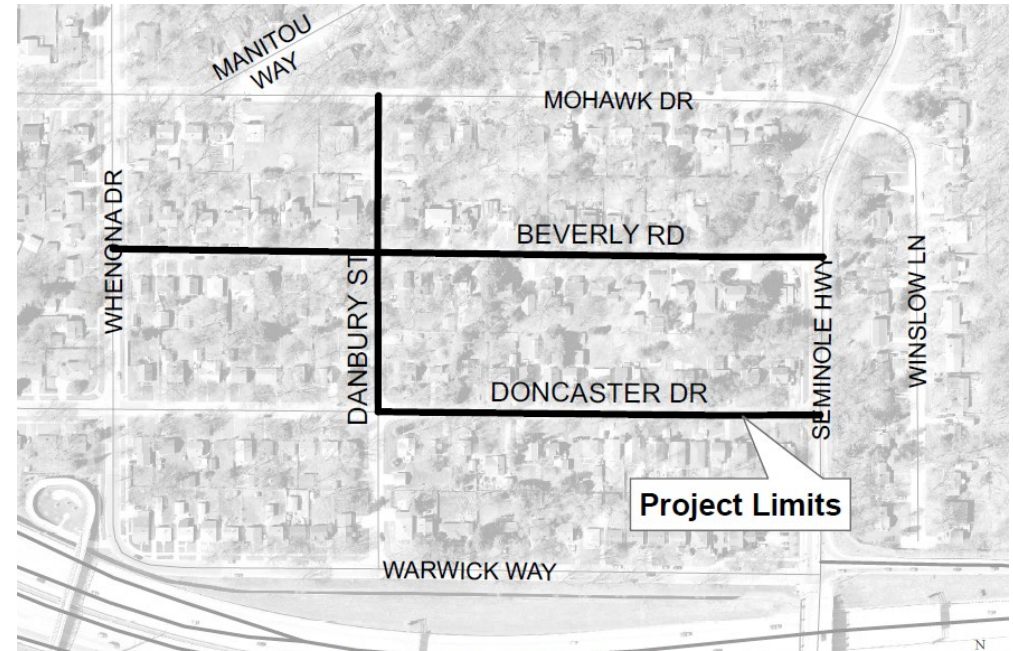 MANITOU
WAY
MOHAWK DR
WHENONA DR
BEVERLY RD
DANBURY ST
SEMINOLE HWY
WINSLOW LN
DONCASTER DR
Project Limits
WARWICK WAY
N